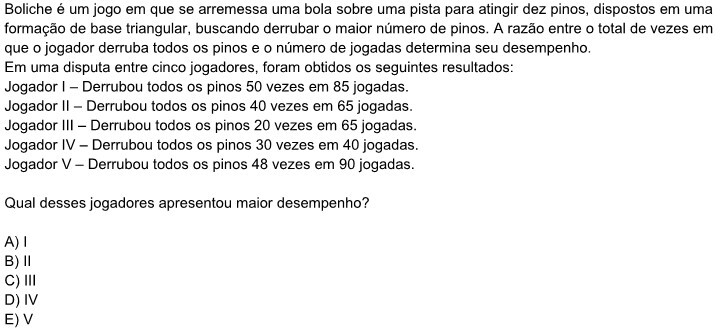 Boliche é um jogo em que se arremessa uma bola sobre uma pista para atingir dez pinos, dispostos em uma
formação de base triangular, buscando derrubar o maior número de pinos. A razão entre o total de vezes em
que o jogador derruba todos os pinos e o número de jogadas determina seu desempenho.
Em uma disputa entre cinco jogadores, foram obtidos os seguintes resultados:
Jogador I – Derrubou todos os pinos 50 vezes em 85 jogadas.
Jogador II – Derrubou todos os pinos 40 vezes em 65 jogadas.
Jogador III – Derrubou todos os pinos 20 vezes em 65 jogadas.
Jogador IV – Derrubou todos os pinos 30 vezes em 40 jogadas.
Jogador V – Derrubou todos os pinos 48 vezes em 90 jogadas.
Qual desses jogadores apresentou maior desempenho?
A) I
B) II
C) III
D) IV
E) V